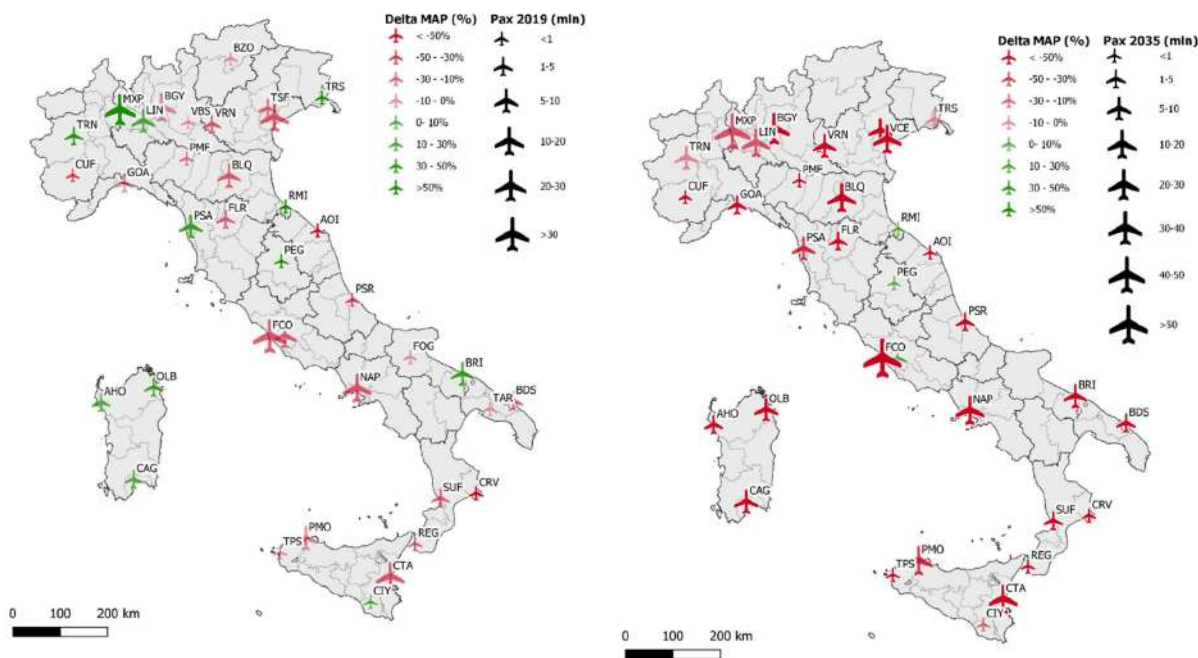 Delta MAP (%)
< -50%
-50 - -30%
-30 - -10%
-10 - 0%
0- 10%
10 - 30%
30 - 50%
>50%
Pax 2019 (mln)
<1
1-5
5-10
10-20
20-30
>30
BZO
TRS
MXP
BGY
LIN
VBS
VRN
TSF
TRN
PMF
CUF
GOA
BLQ
RMI
PSA
FLR
AOI
PEG
PSR
FCO
FOG
BRI
NAP
BDS
TAR
OLB
AHO
CAG
SUF
CRV
PMO
REG
TPS
CTA
CIY
0 100 200 km
Delta MAP (%)
< -50%
-50 - -30%
-30 - -10%
-10 - 0%
0-10%
10 - 30%
30 - 50%
>50%
Pax 2035 (mln)
<1
1-5
5-10
10-20
20-30
30-40
40-50
>50
TRS
MXP
BGY
LIN
VRN
VCE
TRN
PMF
CUF
GOA
BLQ
RMI
PSA
FLR
AOI
PEG
PSR
FCO
BRI
NAP
BDS
OLB
AHO
CAG
SUF
CRV
PMO
REG
TPS
CTA
CIY
0 100 200 km